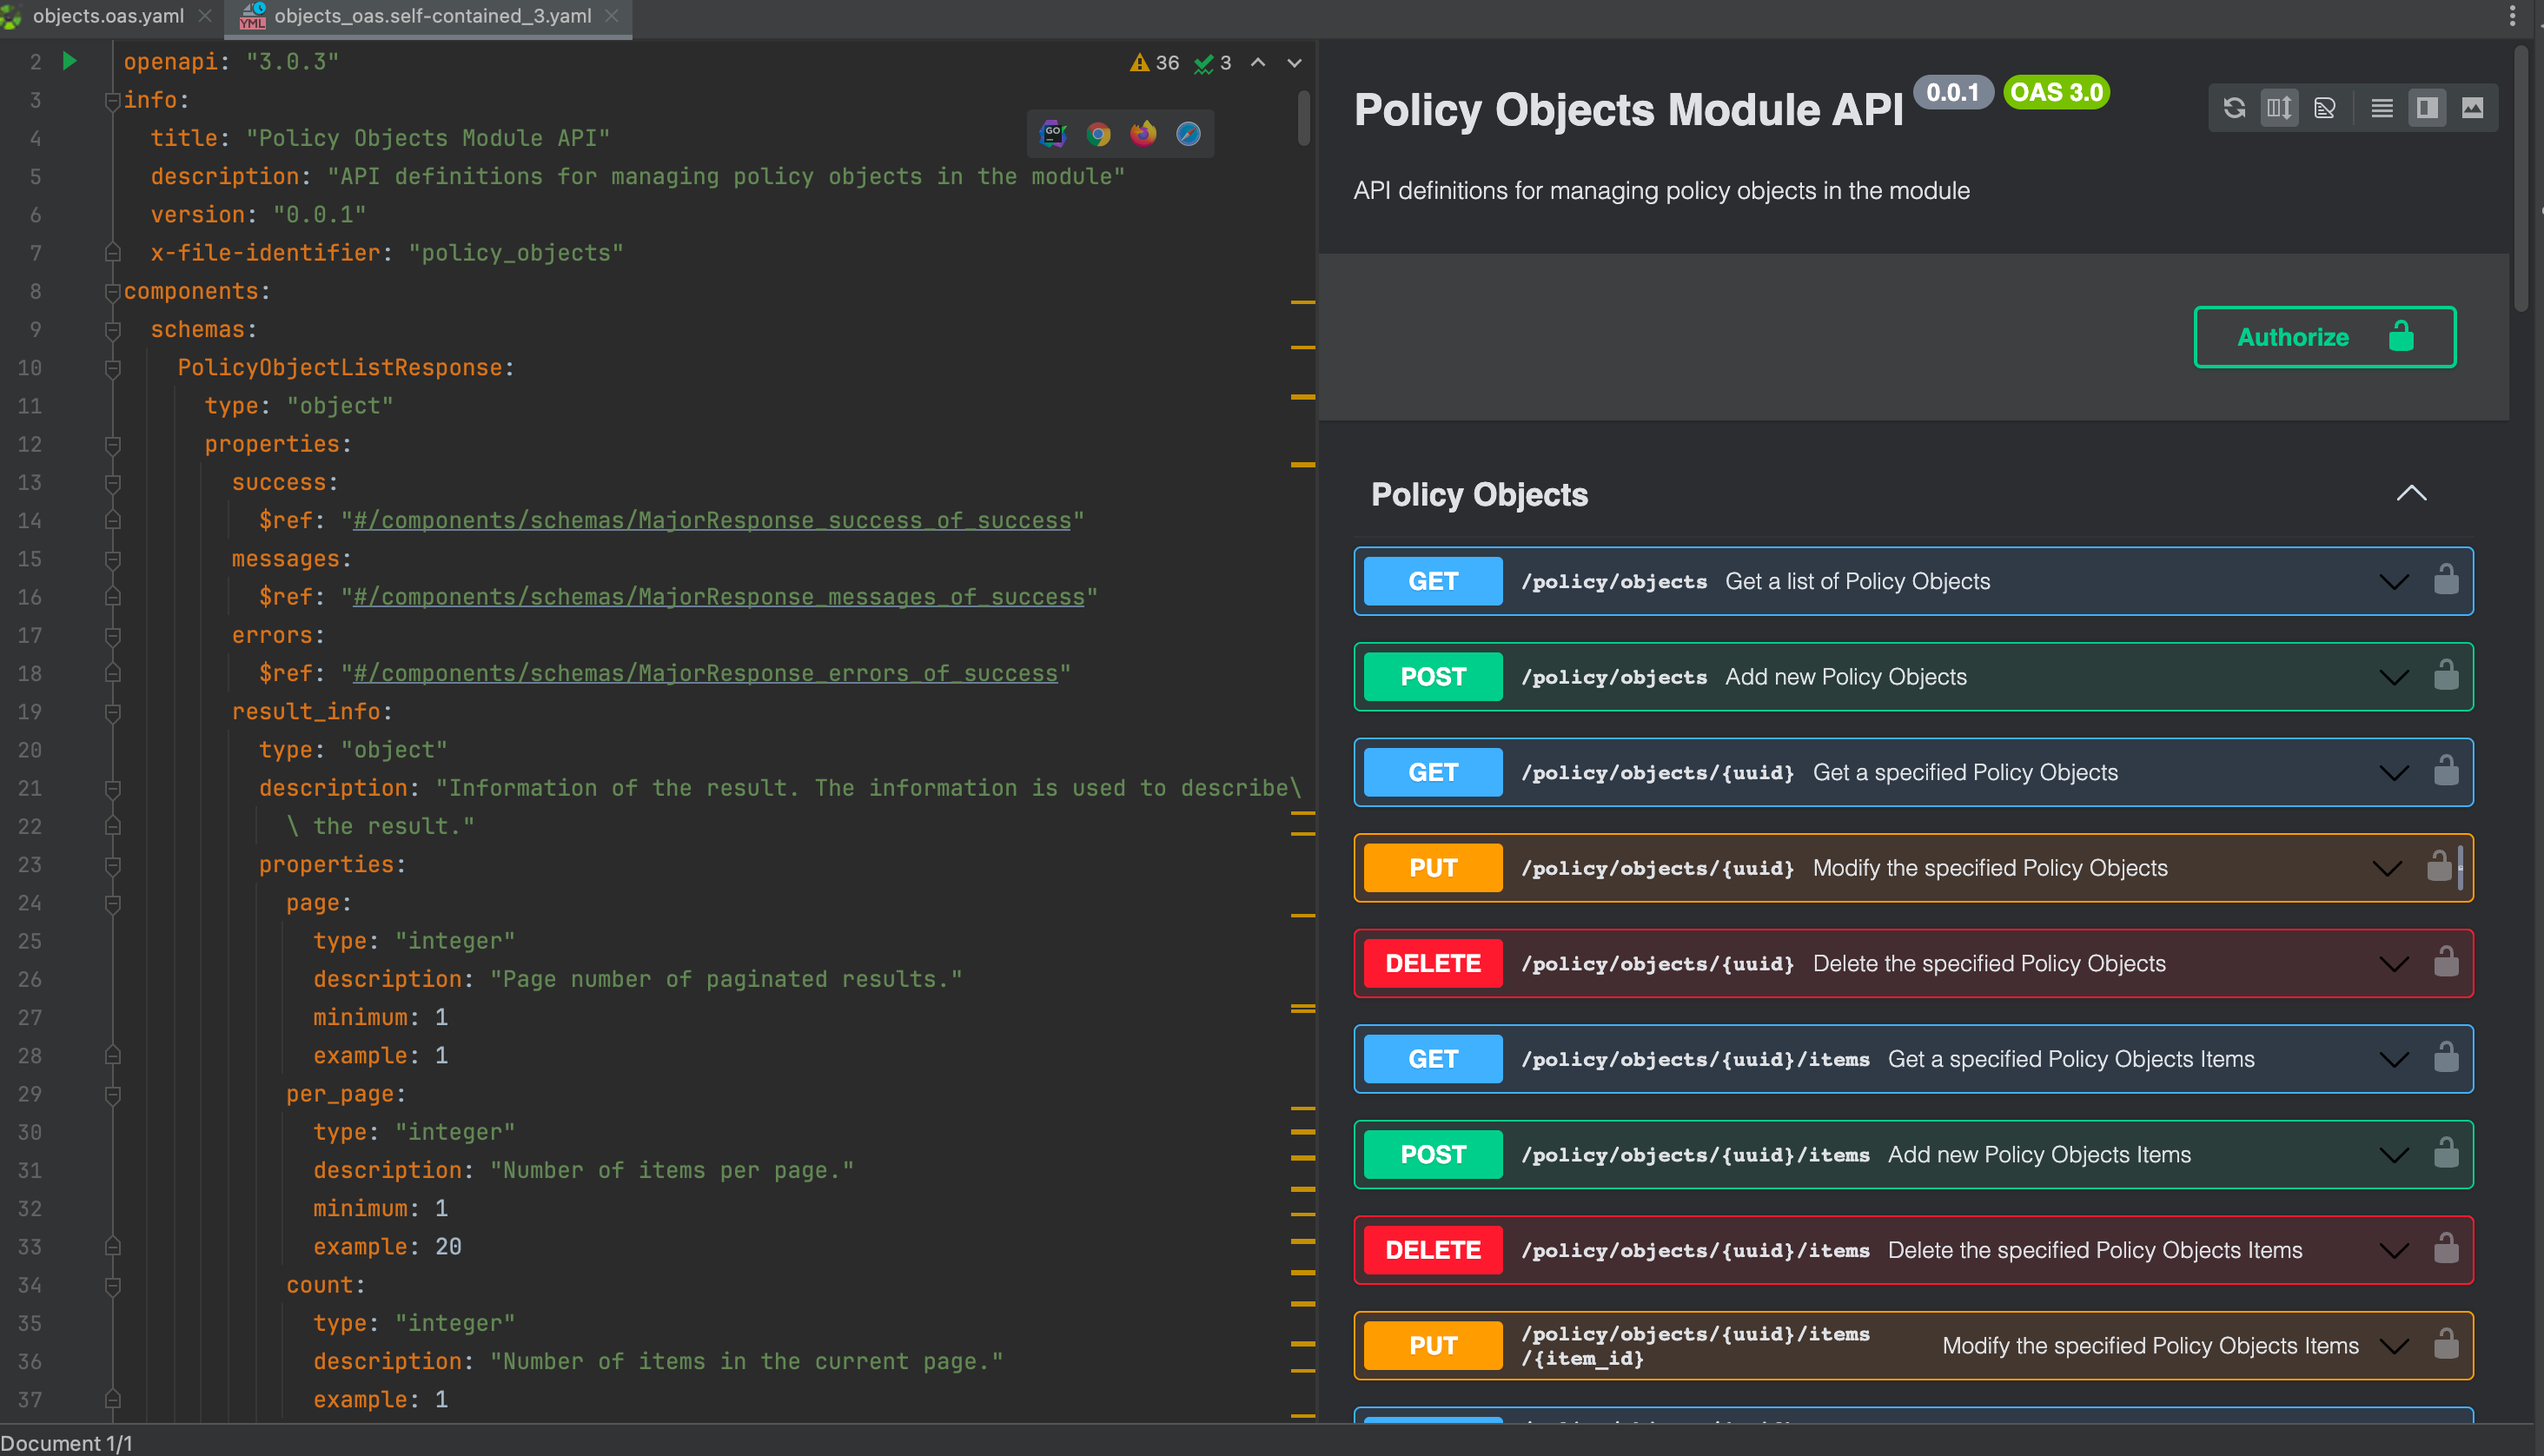 objects.oas.yaml
objects_oas.self-contained_3.yaml
2 openapi: "3.0.3"
36 3
3 info:
4 title: "Policy Objects Module API"
5 description: "API definitions for managing policy objects in the module"
6 version: "0.0.1"
7 x-file-identifier: "policy_objects"
8 components:
9 schemas:
10 PolicyObjectListResponse:
11 type: "object"
12 properties:
13 success:
14 $ref: "#/components/schemas/MajorResponse_success_of_success"
15 messages:
16 $ref: "#/components/schemas/MajorResponse_messages_of_success"
17 errors:
18 $ref: "#/components/schemas/MajorResponse_errors_of_success"
19 result_info:
20 type: "object"
21 description: "Information of the result. The information is used to describe\
22 \ the result."
23 properties:
24 page:
25 type: "integer"
26 description: "Page number of paginated results."
27 minimum: 1
28 example: 1
29 per_page:
30 type: "integer"
31 description: "Number of items per page."
32 minimum: 1
33 example: 20
34 count:
35 type: "integer"
36 description: "Number of items in the current page."
37 example: 1
Policy Objects Module API 0.0.1 OAS 3.0
API definitions for managing policy objects in the module
Authorize
Policy Objects
GET /policy/objects Get a list of Policy Objects
POST /policy/objects Add new Policy Objects
GET /policy/objects/{uuid} Get a specified Policy Objects
PUT /policy/objects/{uuid} Modify the specified Policy Objects
DELETE /policy/objects/{uuid} Delete the specified Policy Objects
GET /policy/objects/{uuid}/items Get a specified Policy Objects Items
POST /policy/objects/{uuid}/items Add new Policy Objects Items
DELETE /policy/objects/{uuid}/items Delete the specified Policy Objects Items
PUT /policy/objects/{uuid}/items
/{item_id} Modify the specified Policy Objects Items
Document 1/1